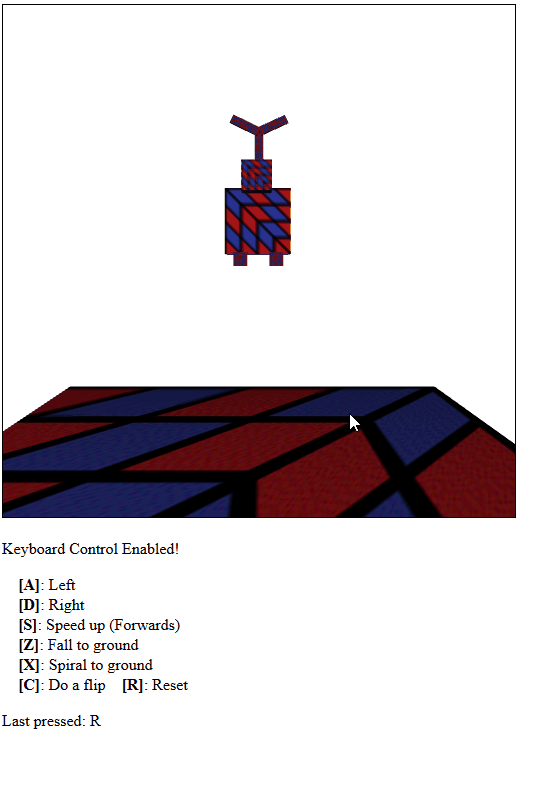 Keyboard Control Enabled!
[A]: Left
[D]: Right
[S]: Speed up (Forwards)
[Z]: Fall to ground
[X]: Spiral to ground
[C]: Do a flip [R]: Reset
Last pressed: R